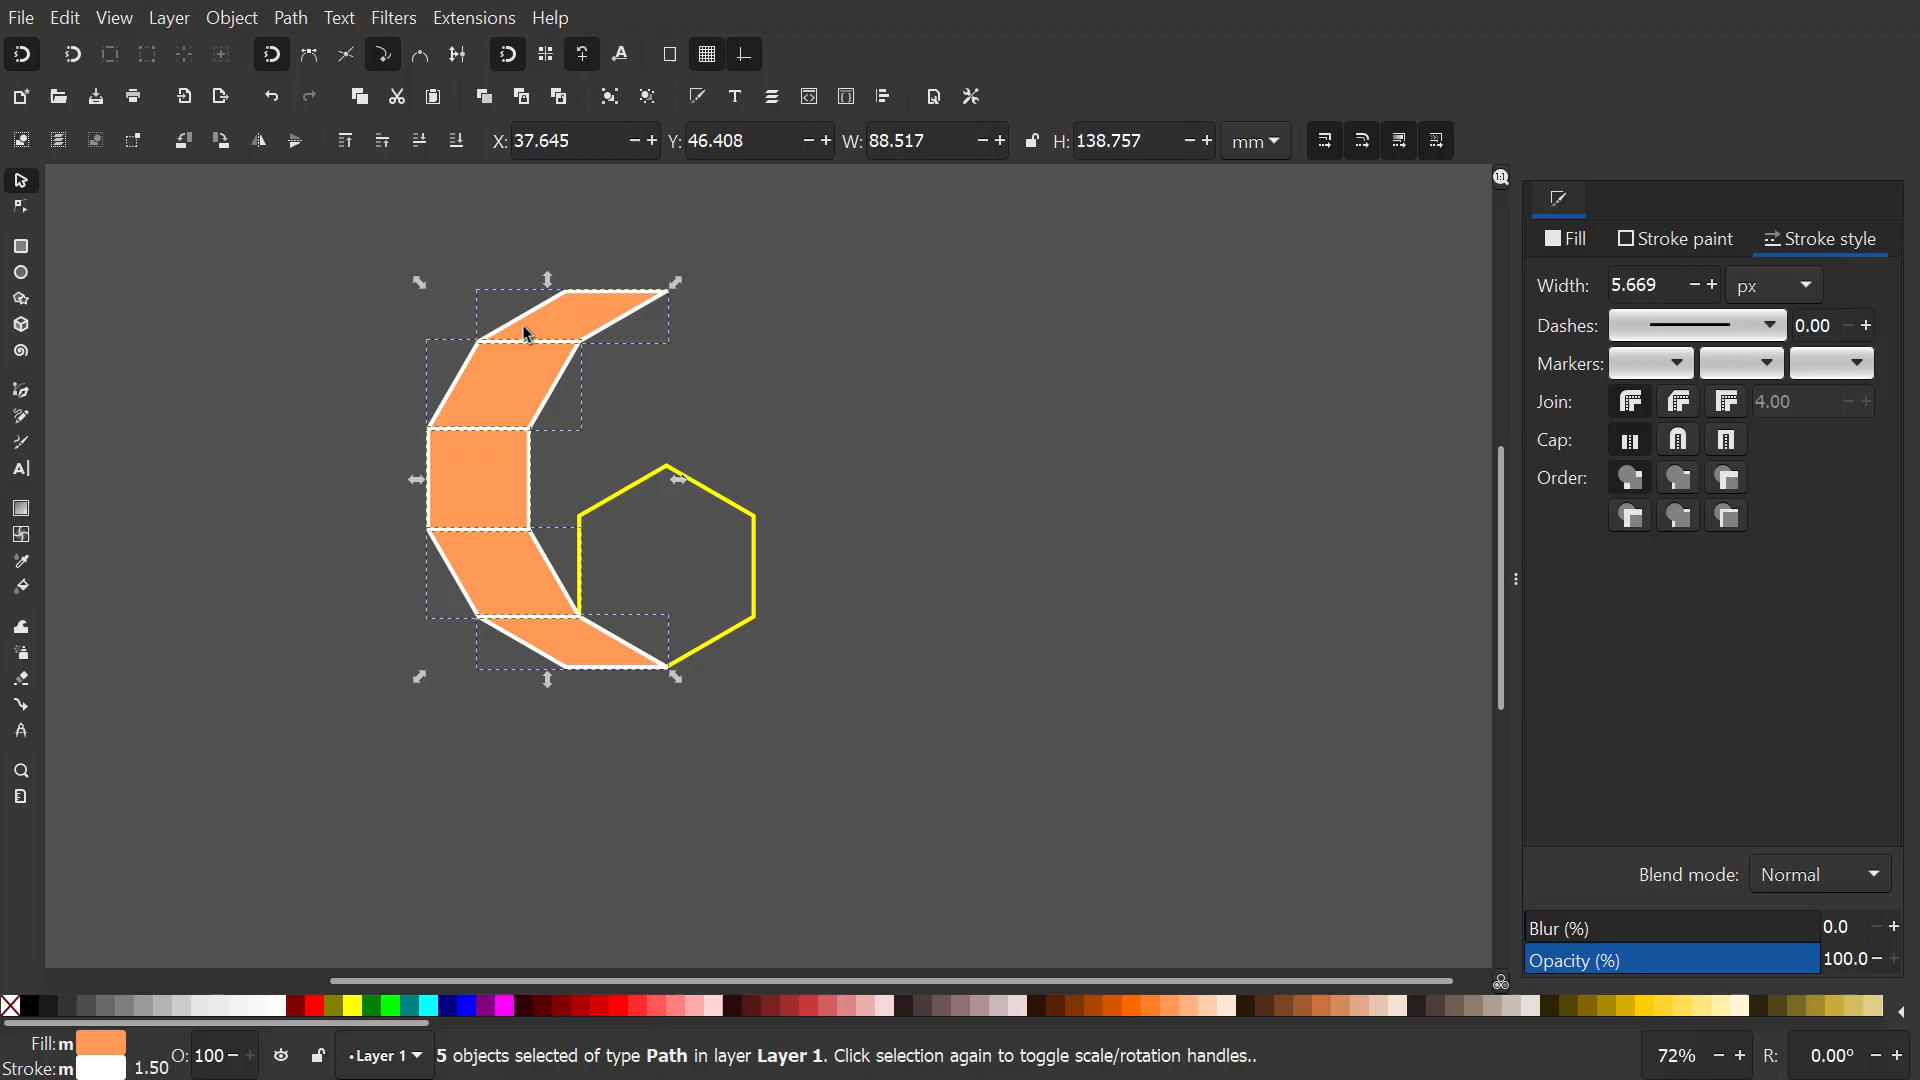 File Edit View Layer Object Path Text Filters Extensions Help
X: 37.645 Y: 46.408 W: 88.517 H: 138.757 mm
Fill Stroke paint Stroke style
Width: 5.669 px
Dashes: 0.00
Markers:
Join: 4.00
Cap:
Order:
Blend mode: Normal
Blur (%) 0.0
Opacity (%) 100.0
Fill: m O: 100 Layer 1 5 objects selected of type Path in layer Layer 1. Click selection again to toggle scale/rotation handles.. 72% R: 0.00°
Stroke: m 1.50